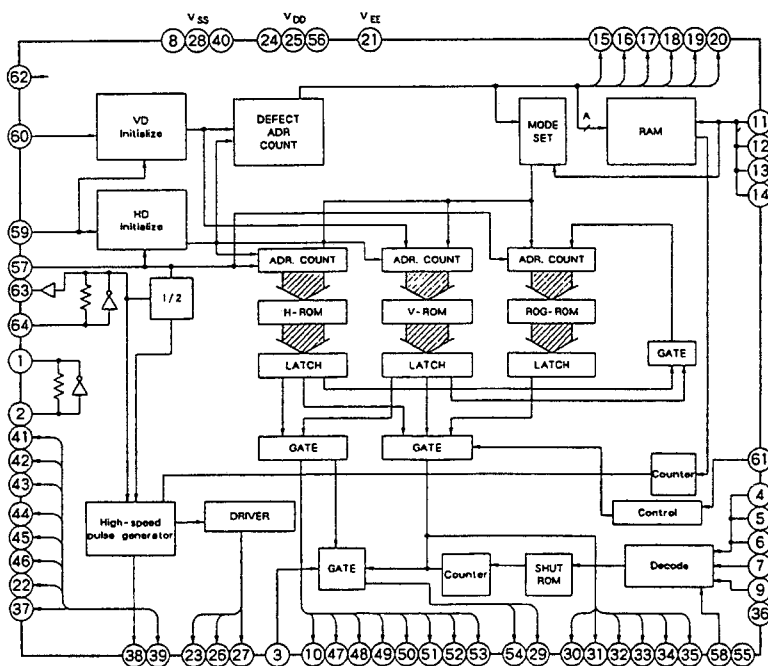 VSS VDD VEE
8 28 40 24 25 56 21 15 16 17 18 19 20
62
VD Initialize
DEFECT ADR COUNT
MODE SET
A
RAM
60
11
12
13
14
HD Initialize
59
57
ADR. COUNT ADR. COUNT ADR. COUNT
63
1/2
64
H-ROM V-ROM ROG-ROM
GATE
1
LATCH LATCH LATCH
2
41
GATE GATE
42
61
43
Counter
4
44
High-speed pulse generator
DRIVER
Control
5
45
6
46
GATE
Counter
SHUT ROM
Decode
7
22
9
37
36
38 39 23 26 27 3 10 47 48 49 50 51 52 53 54 29 30 31 32 33 34 35 58 55